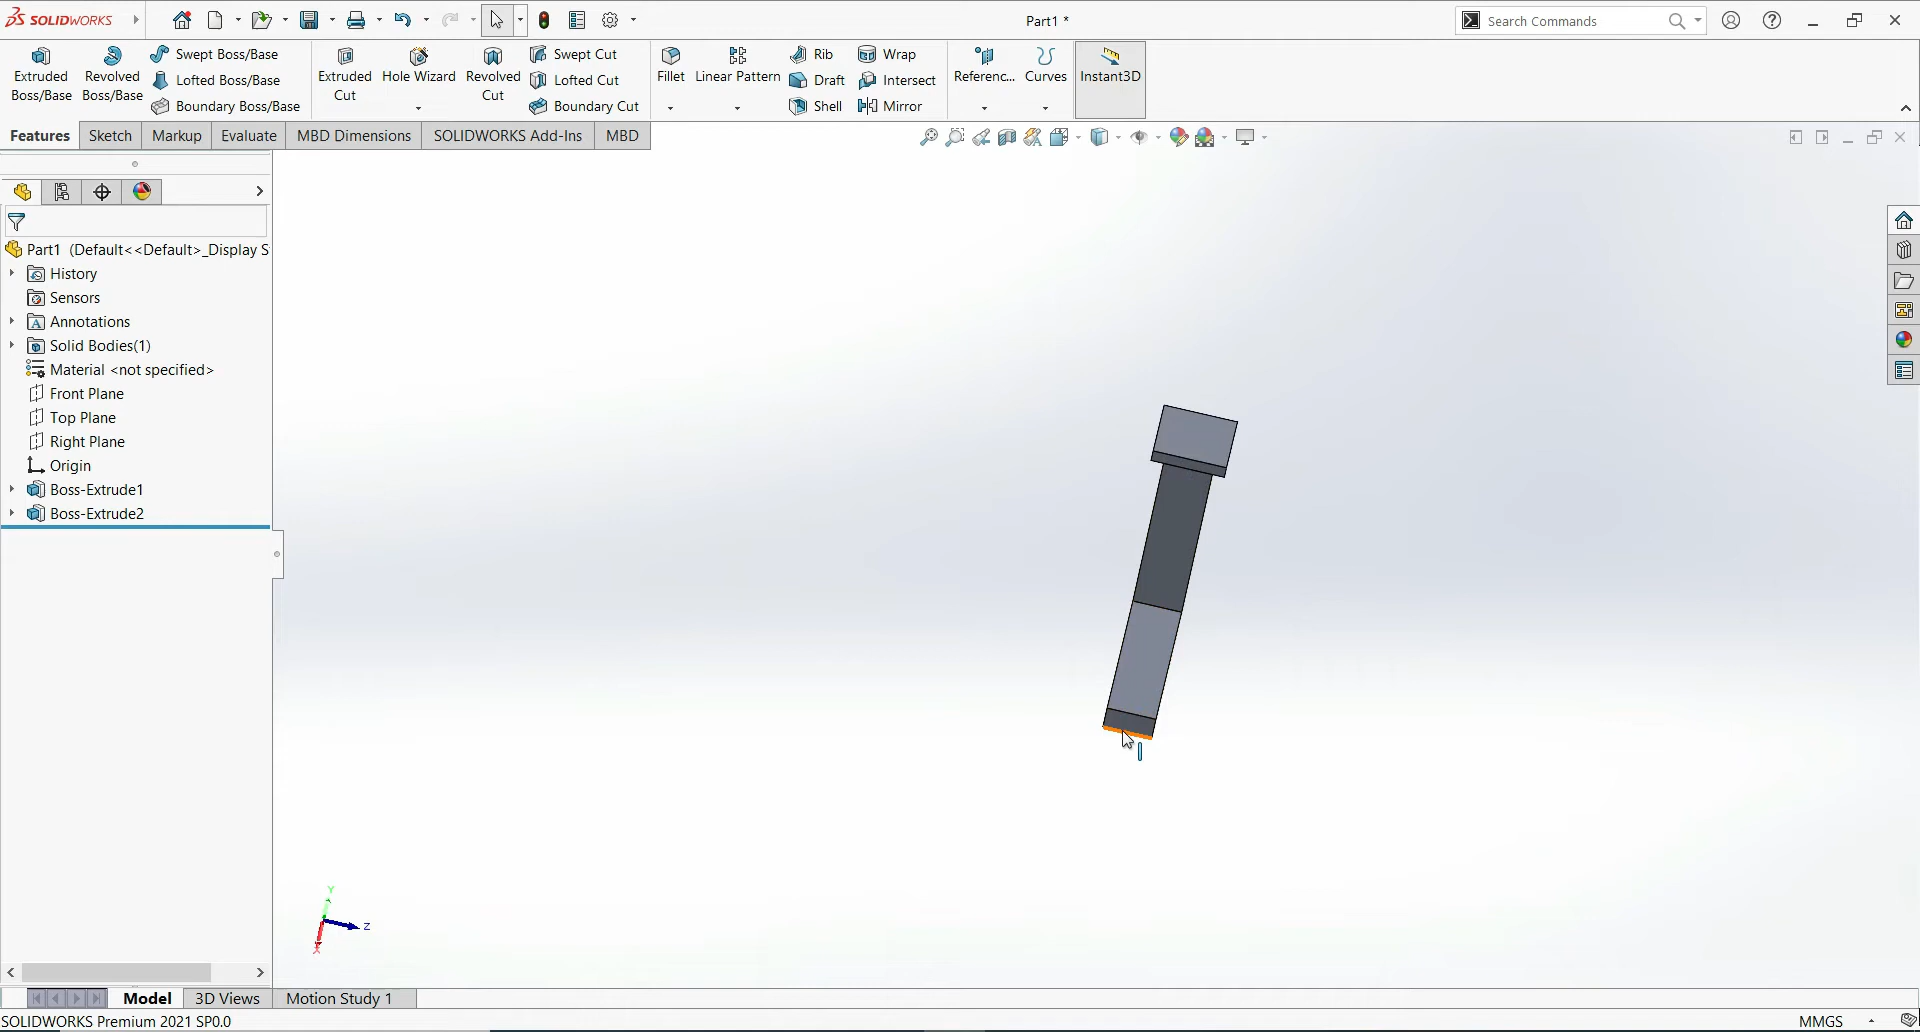 SOLIDWORKS
Part1 *
Search Commands
Extruded Boss/Base
Revolved Boss/Base
Swept Boss/Base
Lofted Boss/Base
Boundary Boss/Base
Extruded Cut
Hole Wizard
Revolved Cut
Swept Cut
Lofted Cut
Boundary Cut
Fillet
Linear Pattern
Rib
Draft
Shell
Wrap
Intersect
Mirror
Referenc...
Curves
Instant3D
Features
Sketch
Markup
Evaluate
MBD Dimensions
SOLIDWORKS Add-Ins
MBD
Part1 (Default<<Default>_Display S
History
Sensors
Annotations
Solid Bodies(1)
Material <not specified>
Front Plane
Top Plane
Right Plane
Origin
Boss-Extrude1
Boss-Extrude2
Y
Z
X
Model
3D Views
Motion Study 1
SOLIDWORKS Premium 2021 SP0.0
MMGS